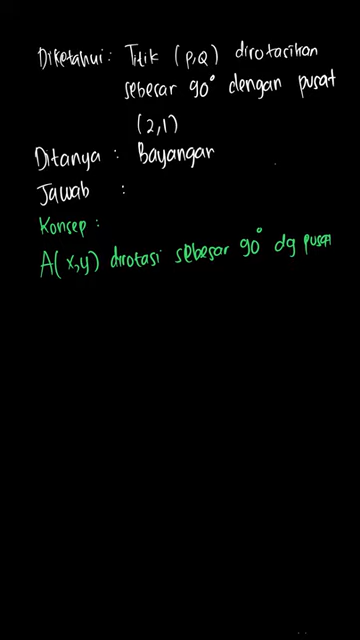 Diketahui : Titik (p,Q) dirotasikan
sebesar 90° dengan pusat
(2,1)
Ditanya : Bayangan
Jawab :
Konsep :
A(x,y) dirotasi sebesar 90° dg pusat